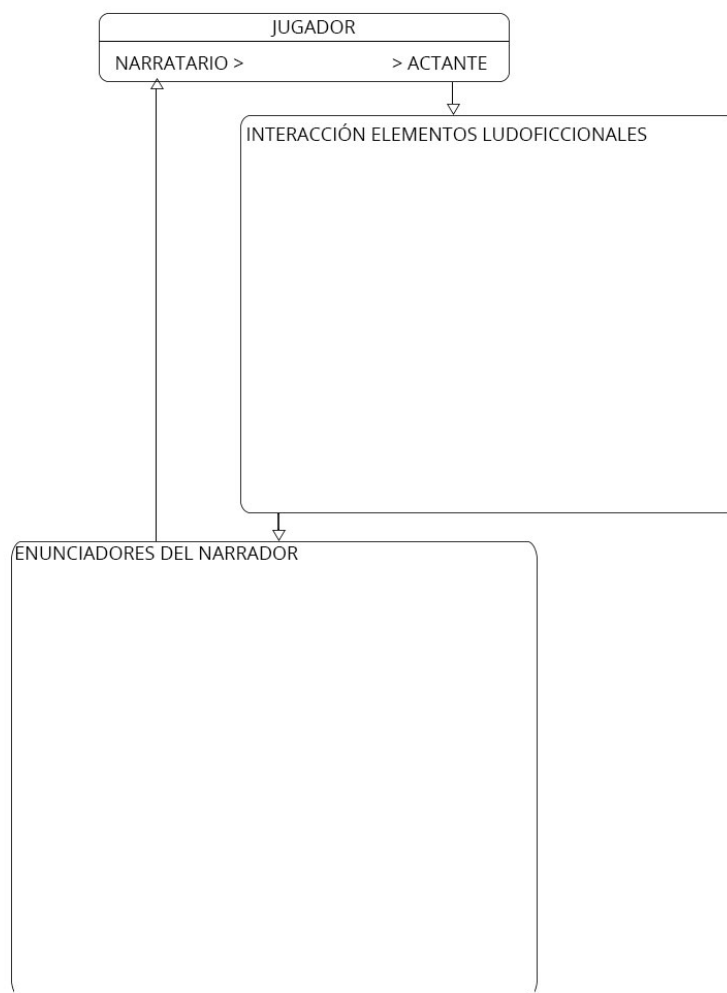 JUGADOR
NARRATARIO > > ACTANTE
INTERACCIÓN ELEMENTOS LUDOFICCIONALES
ENUNCIADORES DEL NARRADOR